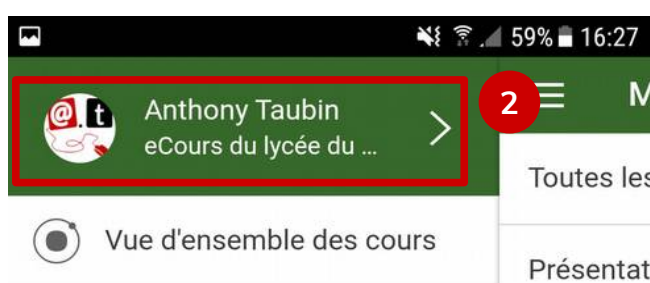 59% 16:27
@.t
Anthony Taubin
eCours du lycée du ...
2
M
Toutes les
Vue d'ensemble des cours
Présentat